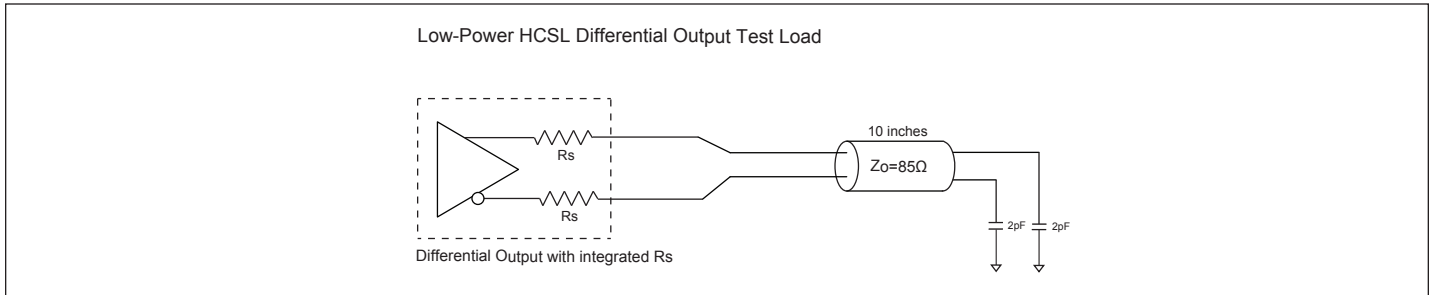 Low-Power HCSL Differential Output Test Load
10 inches
Rs
Zo=85Ω
Rs
2pF
2pF
Differential Output with integrated Rs